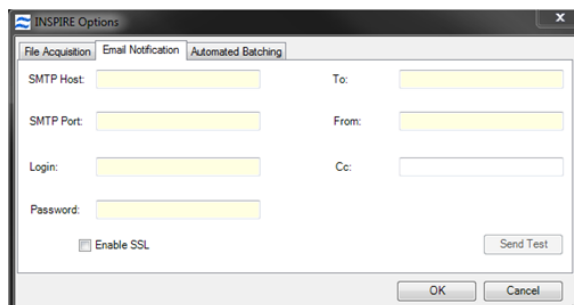 INSPIRE Options
File Acquisition Email Notification Automated Batching
SMTP Host: To:
SMTP Port: From:
Login: Cc:
Password:
Enable SSL Send Test
OK Cancel